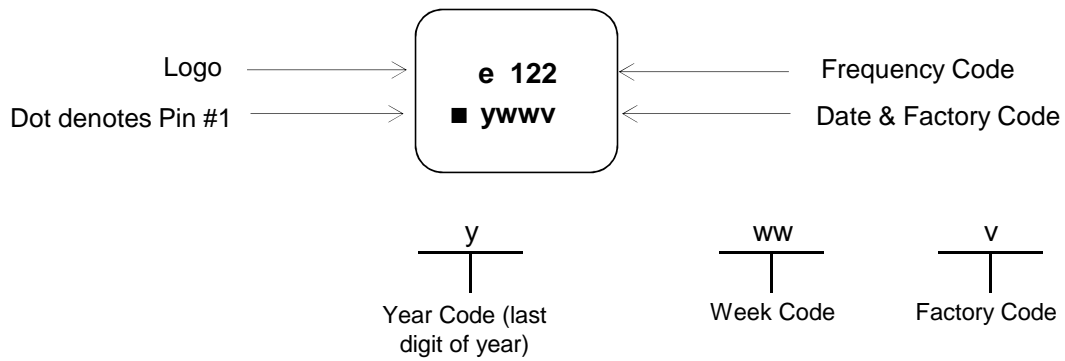 Logo
e 122
Frequency Code
Dot denotes Pin #1
■ ywwv
Date & Factory Code
y
ww
v
Year Code (last
digit of year)
Week Code
Factory Code